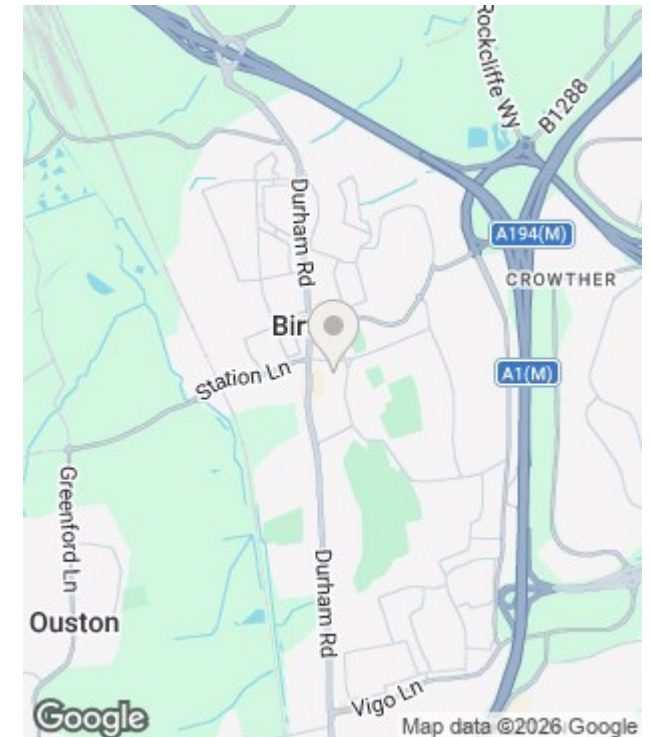 Rockcliffe Wy
B1288
Durham Rd
A194(M)
CROWTHER
Bir
Station Ln
A1(M)
Greenford Ln
Durham Rd
Ouston
Vigo Ln
Google
Map data ©2026 Google